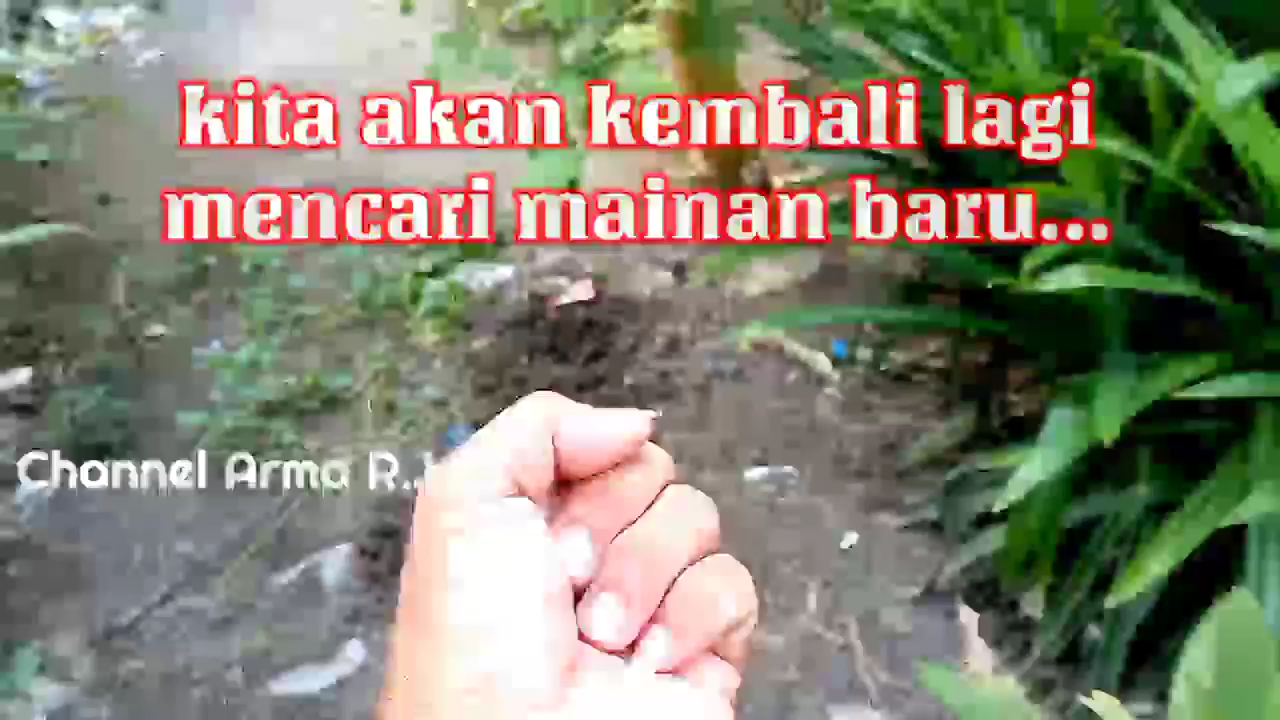 kita akan kembali lagi
mencari mainan baru...
Channel Arma R..